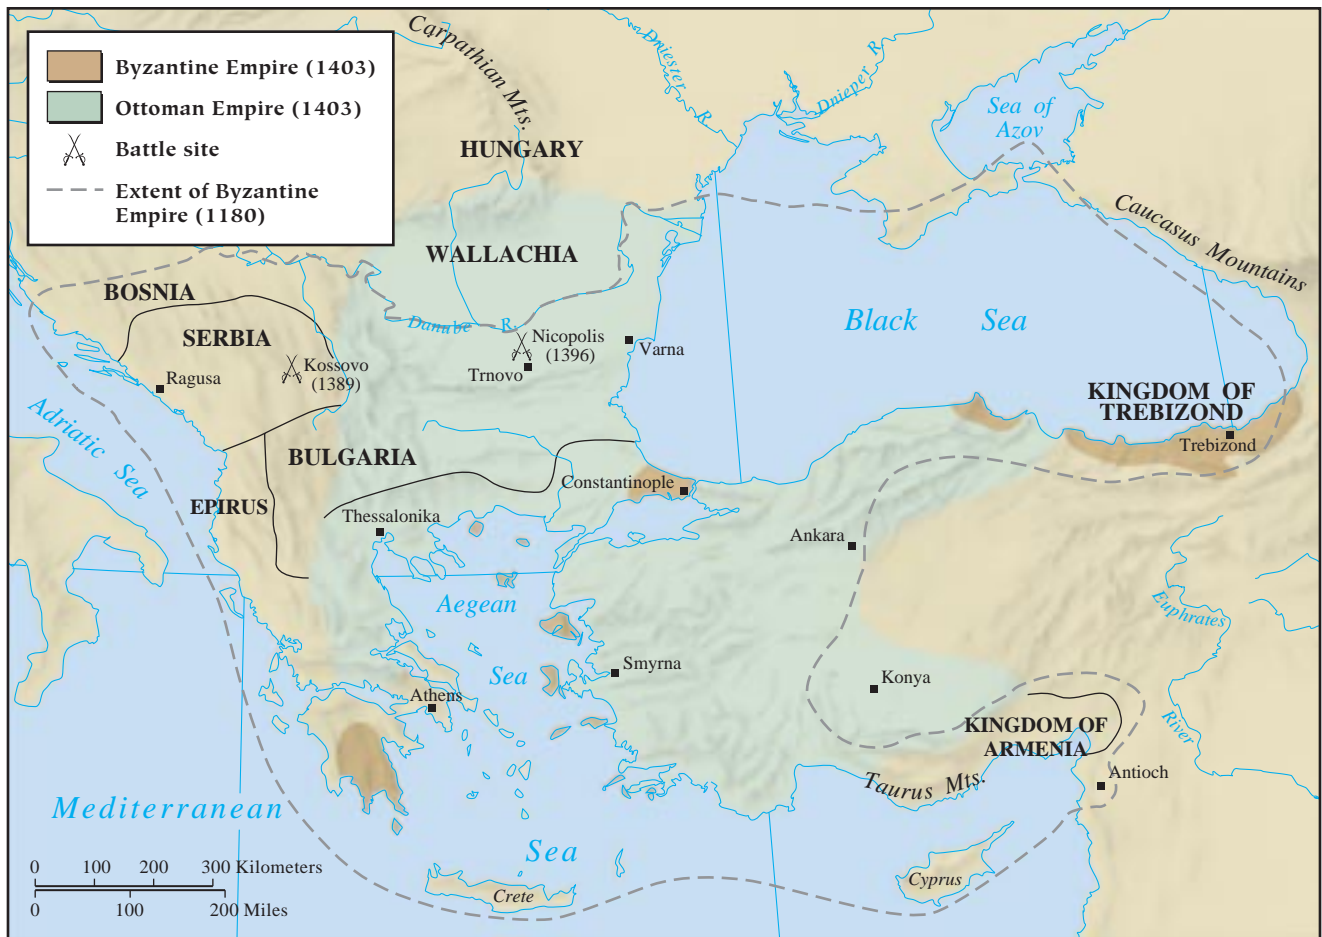 Byzantine Empire (1403)
Ottoman Empire (1403)
Battle site
Extent of Byzantine
Empire (1180)
Carpathian Mts.
Dniester R.
Dnieper R.
Sea of
Azov
HUNGARY
Caucasus Mountains
WALLACHIA
BOSNIA
SERBIA
Danube R.
Nicopolis
(1396)
Black Sea
Varna
Kossovo
(1389)
Trnovo
Ragusa
KINGDOM OF
TREBIZOND
Trebizond
Adriatic Sea
BULGARIA
Constantinople
EPIRUS
Thessalonika
Ankara
Aegean
Sea
Euphrates
River
Smyrna
Konya
Athens
KINGDOM OF
ARMENIA
Taurus Mts.
Antioch
Mediterranean
Sea
0 100 200 300 Kilometers
0 100 200 Miles
Crete
Cyprus